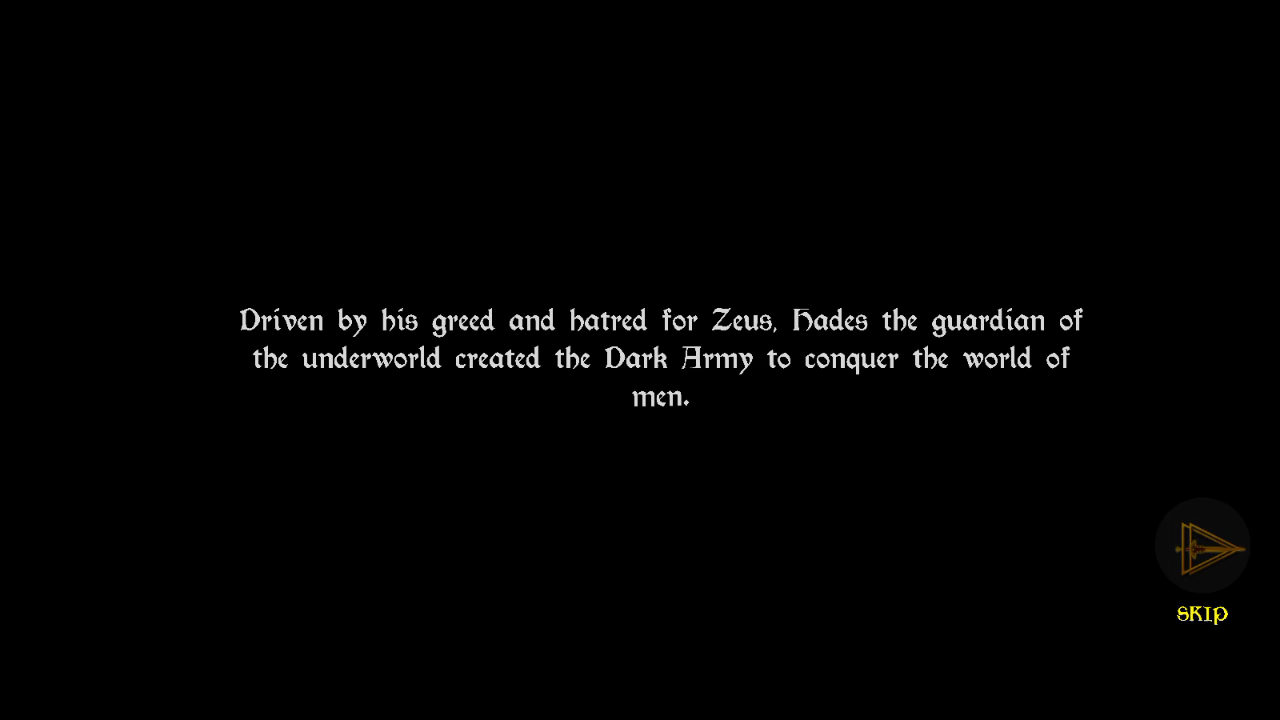 Driven by his greed and hatred for Zeus, Hades the guardian of
the underworld created the Dark Army to conquer the world of
men.
SKIP